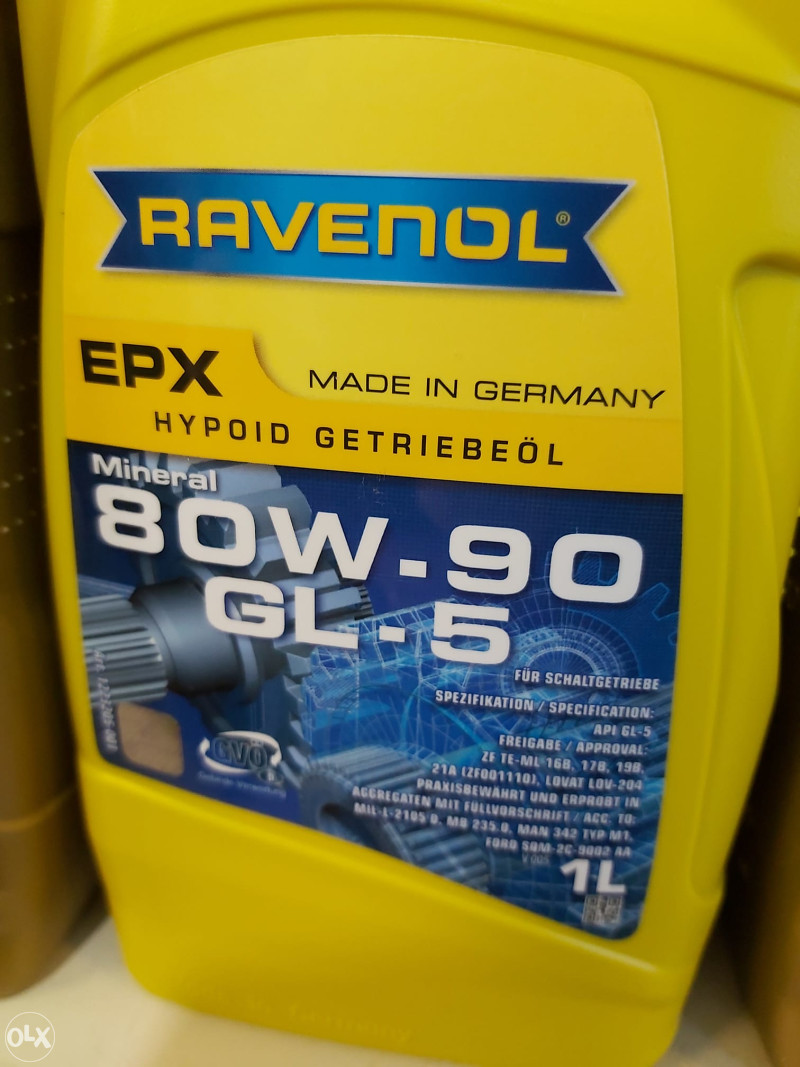 RAVENOL®
EPX
MADE IN GERMANY
HYPOID GETRIEBEÖL
Mineral
80W-90
GL-5
FÜR SCHALTGETRIEBE
SPEZIFIKATION / SPECIFICATION:
API GL-5
FREIGABE / APPROVAL:
ZF TE-ML 16B, 17B, 19B,
21A (ZF001110), LOVAT LOV-204
PRAXISBEWÄHRT UND ERPROBT IN
AGGREGATEN MIT FÜLLVORSCHRIFT / ACC. TO:
MIL-L-2105 D, MB 235.0, MAN 342 TYP M1,
FORD SQM-2C-9002 AA
1L
GVÖ
OLX